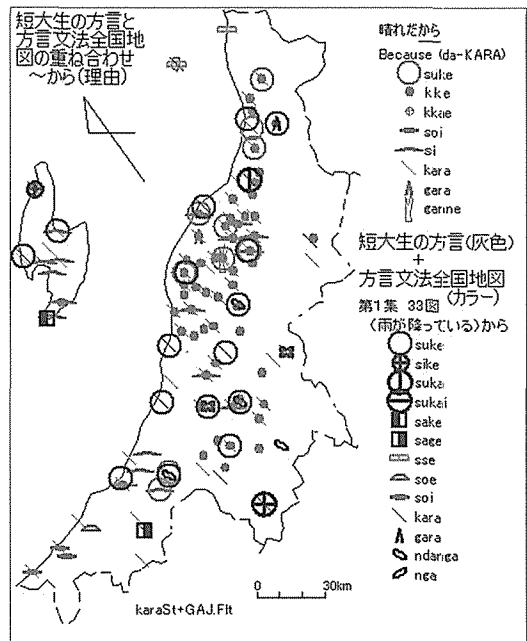 短大生の方言と
方言文法全国地
図の重ね合わせ
～から(理由)
晴れだから
Because (da-KARA)
suke
kke
kkae
soi
si
kara
gara
garine
短大生の方言(灰色)
+
方言文法全国地図
(カラー)
第1集 33図
(雨が降っている)から
suke
sike
suka
sukai
sake
sage
sse
soe
soi
kara
gara
ndanga
nga
0 30km
karaSt+GAJ.Flt